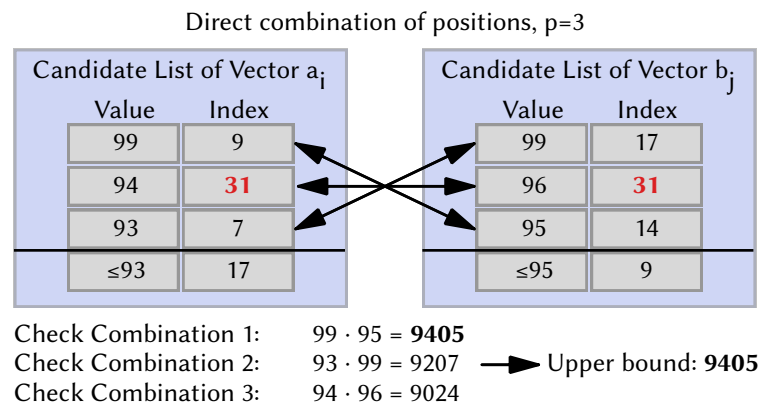 Direct combination of positions, p=3
Candidate List of Vector aᵢ Candidate List of Vector bⱼ
Value Index Value Index
99 9 99 17
94 31 96 31
93 7 95 14
≤93 17 ≤95 9
Check Combination 1: 99 · 95 = 9405
Check Combination 2: 93 · 99 = 9207 Upper bound: 9405
Check Combination 3: 94 · 96 = 9024